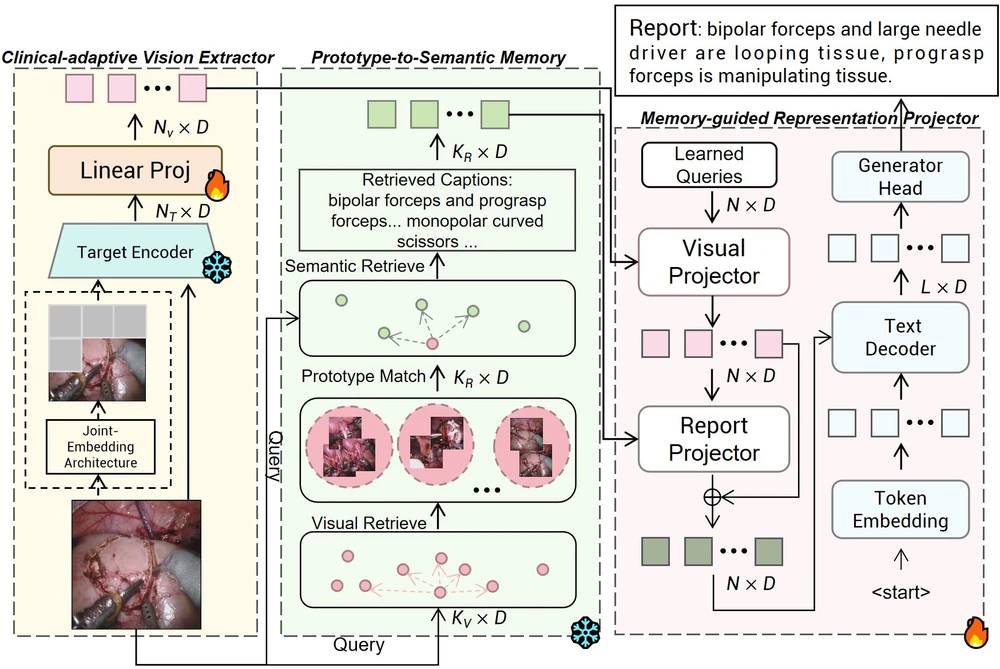 Clinical-adaptive Vision Extractor
N_V × D
Linear Proj
N_T × D
Target Encoder
Joint-
Embedding
Architecture
Prototype-to-Semantic Memory
K_R × D
Retrieved Captions:
bipolar forceps and prograsp
forceps... monopolar curved
scissors ...
Semantic Retrieve
Prototype Match
K_R × D
Query
Visual Retrieve
K_V × D
Query
Report: bipolar forceps and large needle
driver are looping tissue, prograsp
forceps is manipulating tissue.
Memory-guided Representation Projector
Learned
Queries
N × D
Visual
Projector
N × D
Report
Projector
N × D
Generator
Head
L × D
Text
Decoder
Token
Embedding
<start>